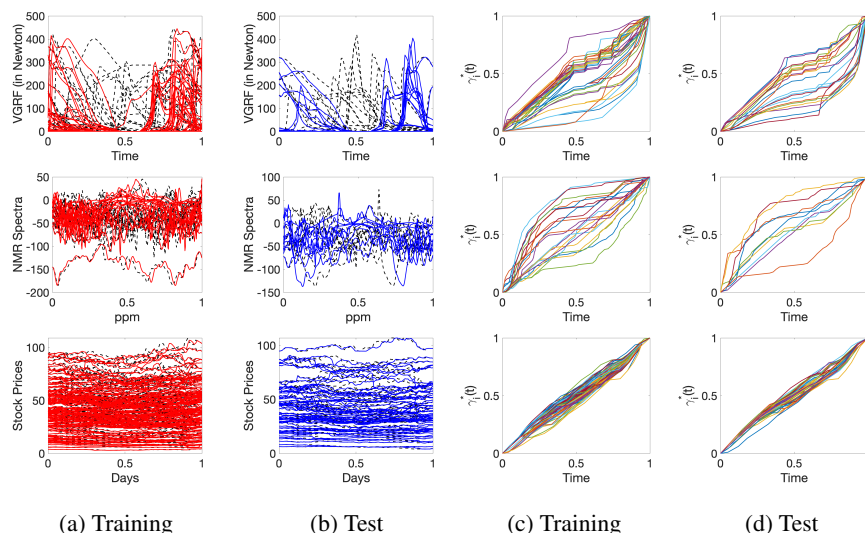 500
400
300
200
100
0
0 0.5 1
VGRF (in Newton)
Time
500
400
300
200
100
0
0 0.5 1
VGRF (in Newton)
Time
1
0.5
0
0 0.5 1
γ*i(t)
Time
1
0.5
0
0 0.5 1
γ*i(t)
Time
50
0
-50
-100
-150
-200
0 0.5 1
NMR Spectra
ppm
100
50
0
-50
-100
-150
0 0.5 1
NMR Spectra
ppm
1
0.5
0
0 0.5 1
γ*i(t)
Time
1
0.5
0
0 0.5 1
γ*i(t)
Time
100
50
0
0 0.5 1
Stock Prices
Days
100
50
0
0 0.5 1
Stock Prices
Days
1
0.5
0
0 0.5 1
γ*i(t)
Time
1
0.5
0
0 0.5 1
γ*i(t)
Time
(a) Training
(b) Test
(c) Training
(d) Test